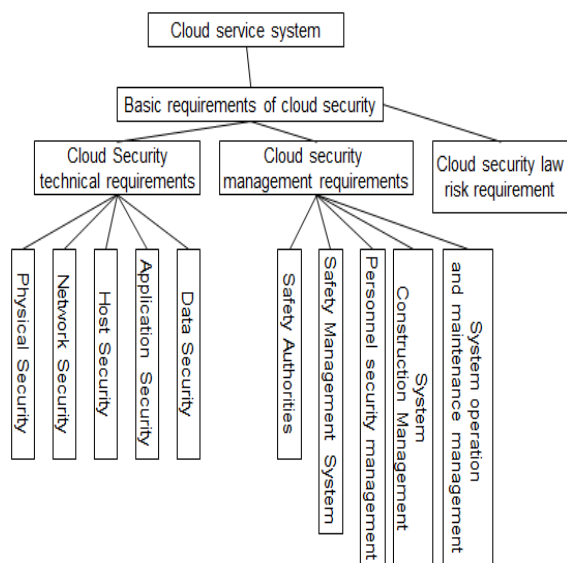 Cloud service system
Basic requirements of cloud security
Cloud Security
technical requirements
Cloud security
management requirements
Cloud security law
risk requirement
Physical Security
Network Security
Host Security
Application Security
Data Security
Safety Authorities
Safety Management System
Personnel security management
System
Construction Management
System operation
and maintenance management